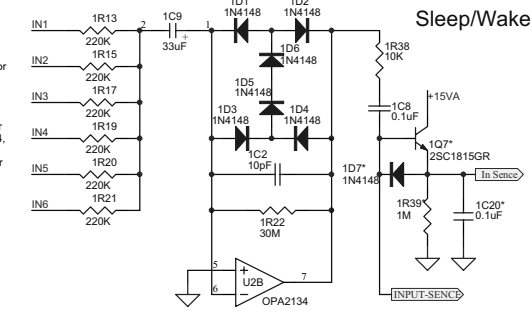 Sleep/Wake
IN1
1R13
220K
2
1C9
+
33uF
1
1D1
1N4148
1D2
1N4148
IN2
1R15
220K
or
1D6
1N4148
1R38
10K
IN3
1R17
220K
1D5
1N4148
1C8
0.1uF
+15VA
IN4
1R19
220K
4,
1D3
1N4148
1D4
1N4148
1Q7*
2SC1815GR
IN5
1R20
220K
1C2
10pF
1D7*
1N4148
In Sence
IN6
1R21
220K
1R22
30M
1R39*
1M
1C20*
0.1uF
5
+
U2B
7
6
-
OPA2134
INPUT-SENCE